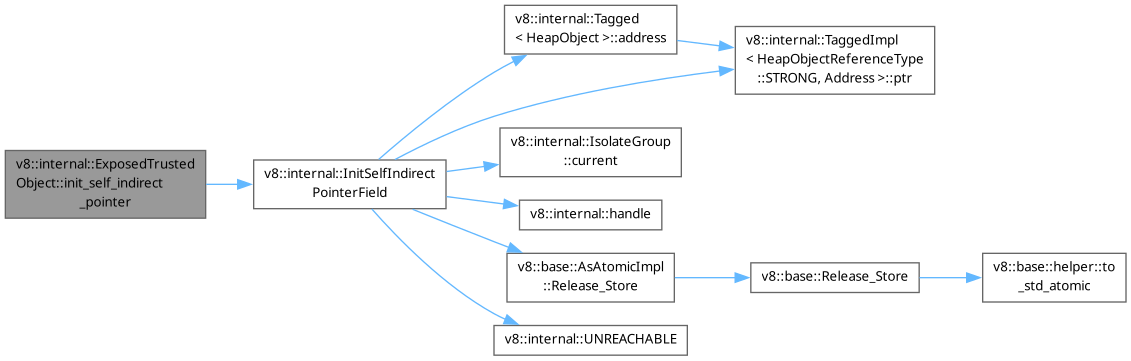 v8::internal::ExposedTrusted
Object::init_self_indirect
_pointer
v8::internal::InitSelfIndirect
PointerField
v8::internal::Tagged
< HeapObject >::address
v8::internal::TaggedImpl
< HeapObjectReferenceType
::STRONG, Address >::ptr
v8::internal::IsolateGroup
::current
v8::internal::handle
v8::base::AsAtomicImpl
::Release_Store
v8::base::Release_Store
v8::base::helper::to
_std_atomic
v8::internal::UNREACHABLE